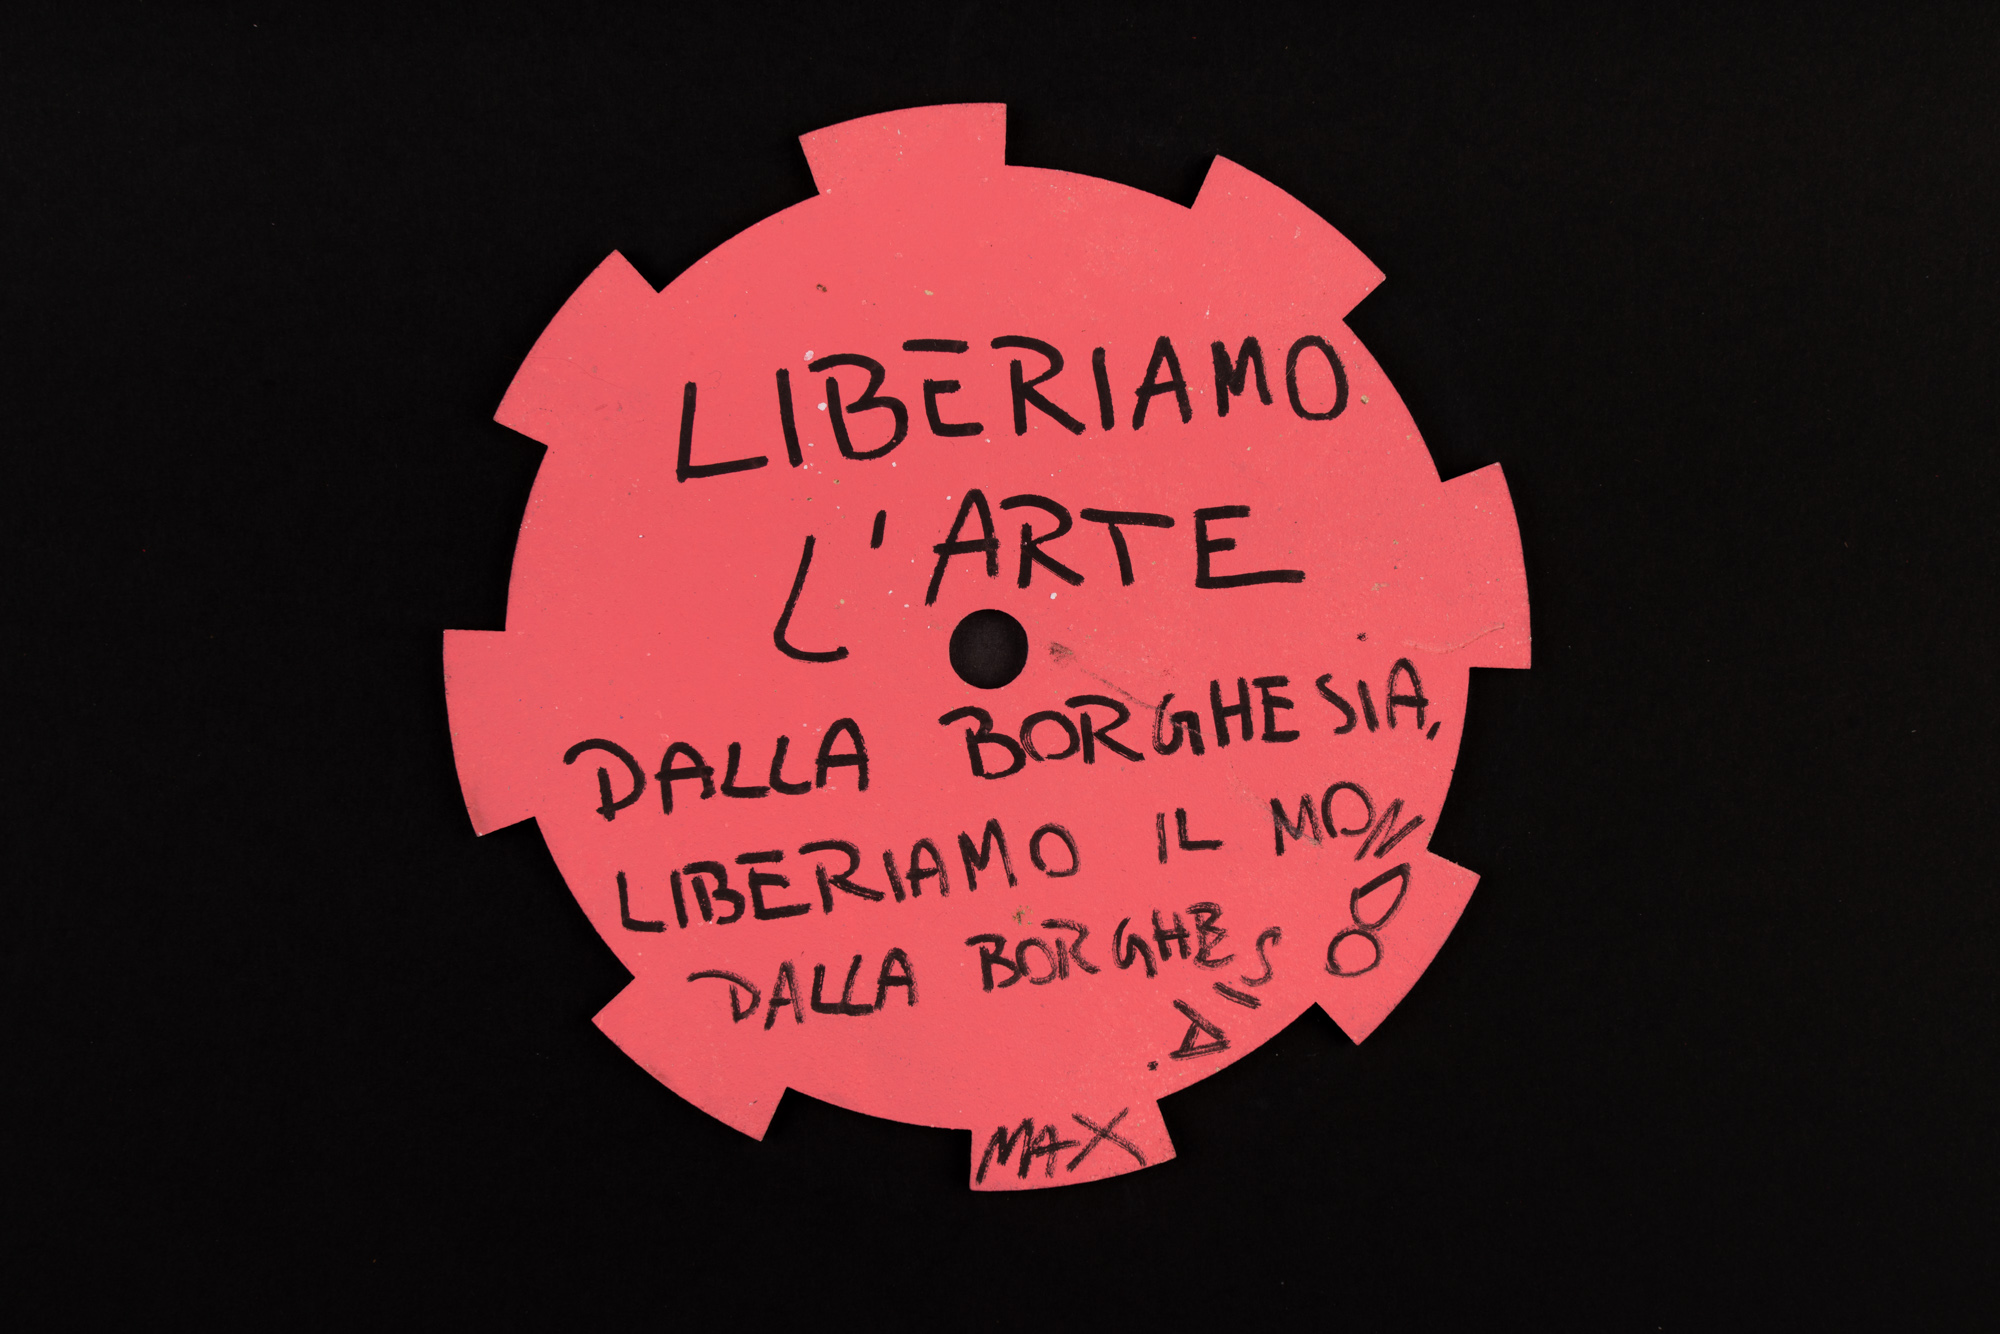 LIBERIAMO
L'ARTE
DALLA BORGHESIA,
LIBERIAMO IL MONDO
DALLA BORGHESIA.
MAX